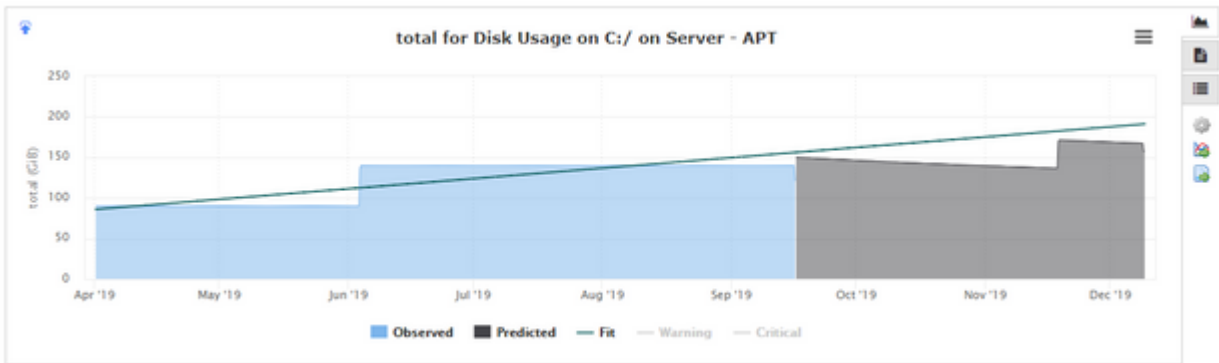 total for Disk Usage on C:/ on Server - APT
250
200
150
100
50
0
total (GiB)
Apr '19 May '19 Jun '19 Jul '19 Aug '19 Sep '19 Oct '19 Nov '19 Dec '19
Observed Predicted Fit Warning Critical